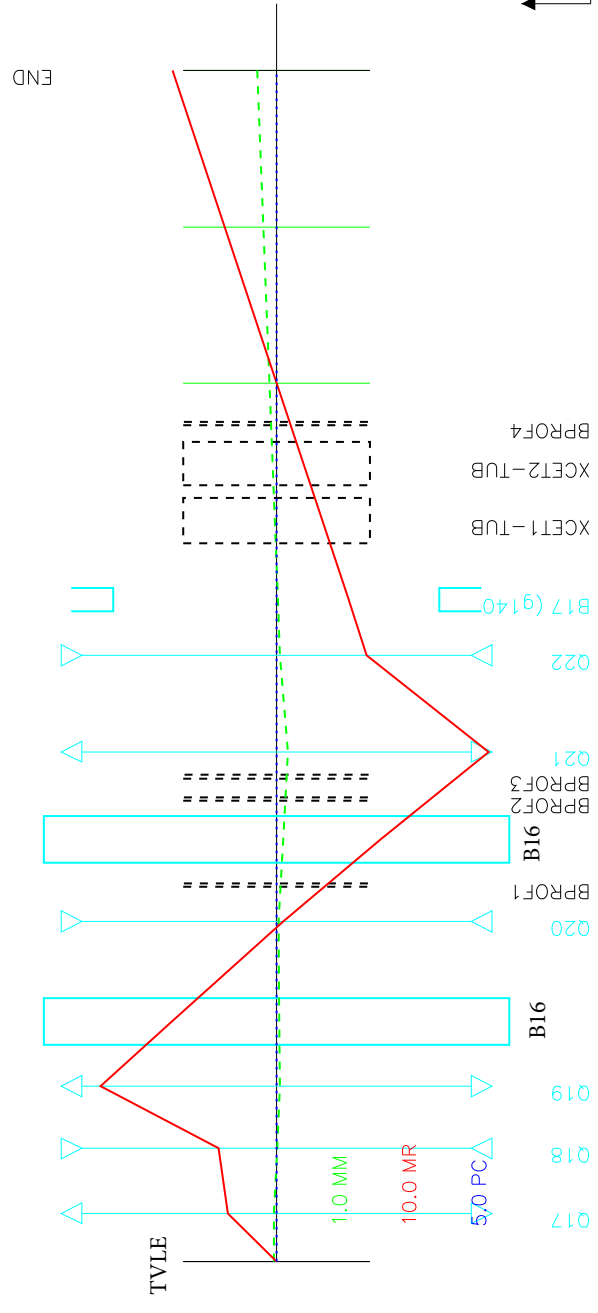 END
BPROF4
XCET2-TUB
XCET1-TUB
B17 (g140
Q22
Q21
BPROF3
BPROF2
B16
BPROF1
Q20
B16
Q19
Q18
Q17
1.0 MM
10.0 MR
5.0 PC
TVLE